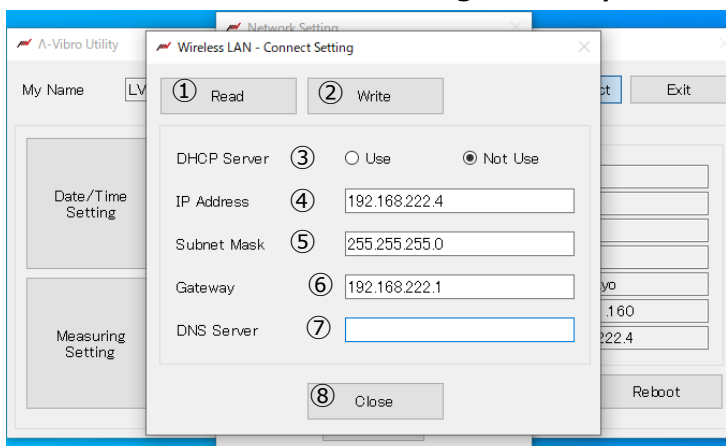 Network Setting
Λ-Vibro Utility
Wireless LAN - Connect Setting
My Name LV
① Read ② Write
ct Exit
DHCP Server ③ Use Not Use
Date/Time
Setting
IP Address ④ 192.168.222.4
Subnet Mask ⑤ 255.255.255.0
Gateway ⑥ 192.168.222.1
yo
.160
DNS Server ⑦
222.4
Measuring
Setting
⑧ Close
Reboot